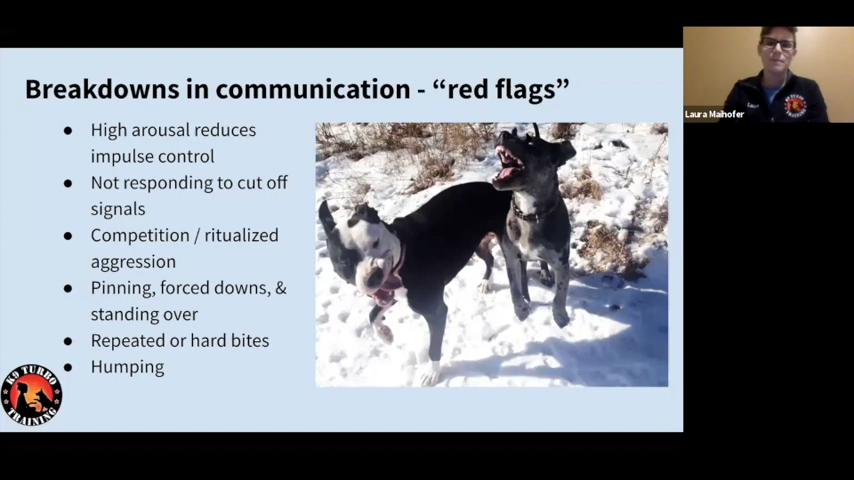 Breakdowns in communication - “red flags”
● High arousal reduces
impulse control
● Not responding to cut off
signals
● Competition / ritualized
aggression
● Pinning, forced downs, &
standing over
● Repeated or hard bites
● Humping
K9 TURBO
TRAINING
Laura Maihofer